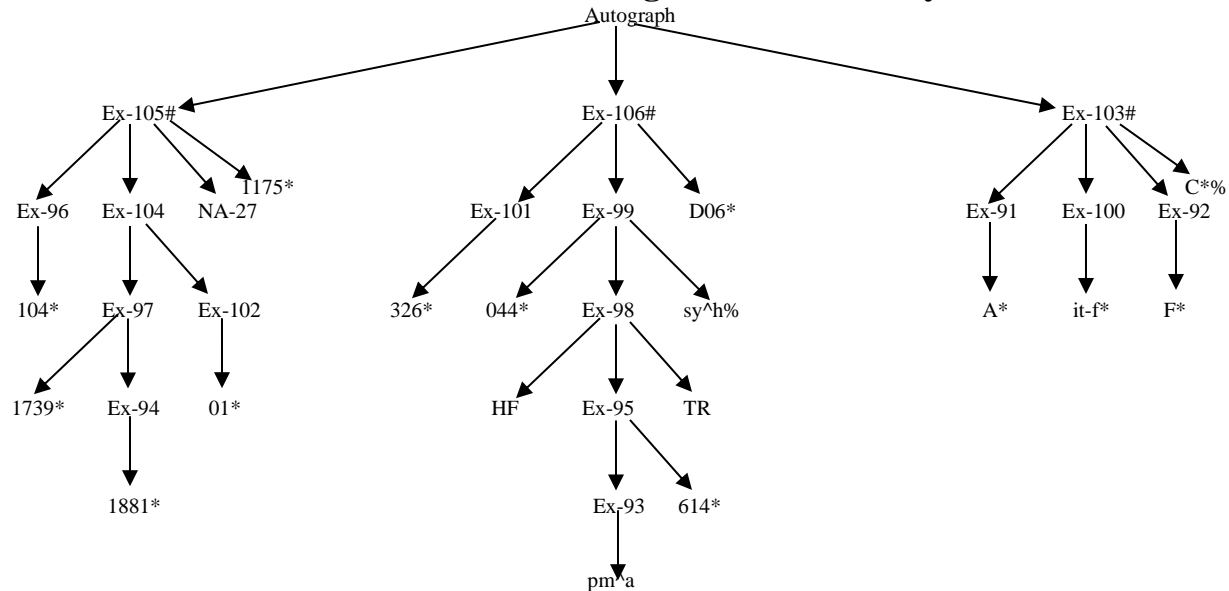 Autograph
Ex-105# Ex-106# Ex-103#
1175* C*%
Ex-96 Ex-104 NA-27 Ex-101 Ex-99 D06* Ex-91 Ex-100 Ex-92
104* Ex-97 Ex-102 326* 044* Ex-98 sy^h% A* it-f* F*
1739* Ex-94 01* HF Ex-95 TR
1881* Ex-93 614*
pm^a